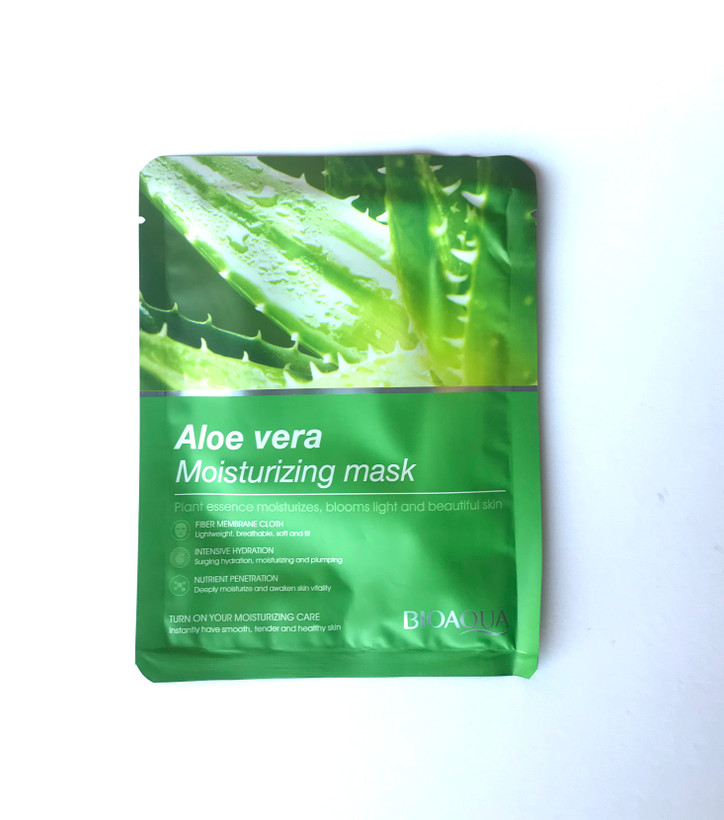 Aloe vera
Moisturizing mask
Plant essence moisturizes, blooms light and beautiful skin
FIBER MEMBRANE CLOTH
Lightweight, breathable, soft and fit
INTENSIVE HYDRATION
Surging hydration, moisturizing and plumping
NUTRIENT PENETRATION
Deeply moisturize and awaken skin vitality
TURN ON YOUR MOISTURIZING CARE
Instantly have smooth, tender and healthy skin
BIOAQUA